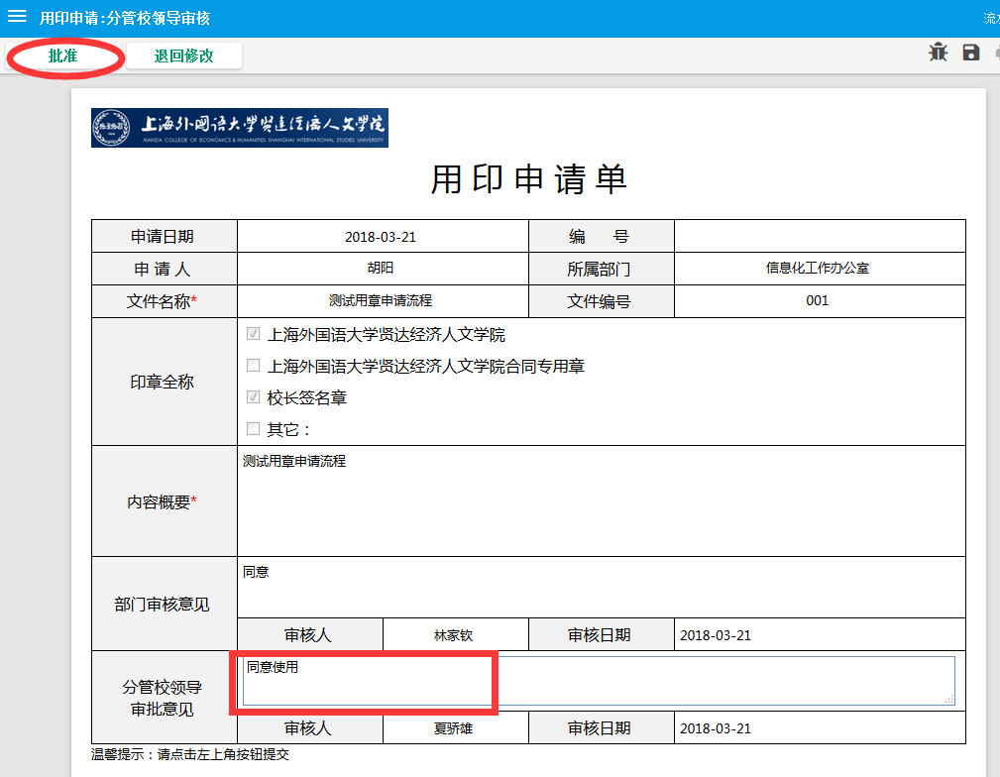 用印申请:分管校领导审核
流水
批准 退回修改
SISU
上海外国语大学贤达经济人文学院
XIANDA COLLEGE OF ECONOMICS & HUMANITIES SHANGHAI INTERNATIONAL STUDIES UNIVERSITY
用印申请单
申请日期 2018-03-21 编 号
申 请 人 胡阳 所属部门 信息化工作办公室
文件名称* 测试用章申请流程 文件编号 001
印章全称
上海外国语大学贤达经济人文学院
上海外国语大学贤达经济人文学院合同专用章
校长签名章
其它：
内容概要*
测试用章申请流程
部门审核意见
同意
审核人 林家钦 审核日期 2018-03-21
分管校领导
审批意见
同意使用
审核人 夏骄雄 审核日期 2018-03-21
温馨提示：请点击左上角按钮提交